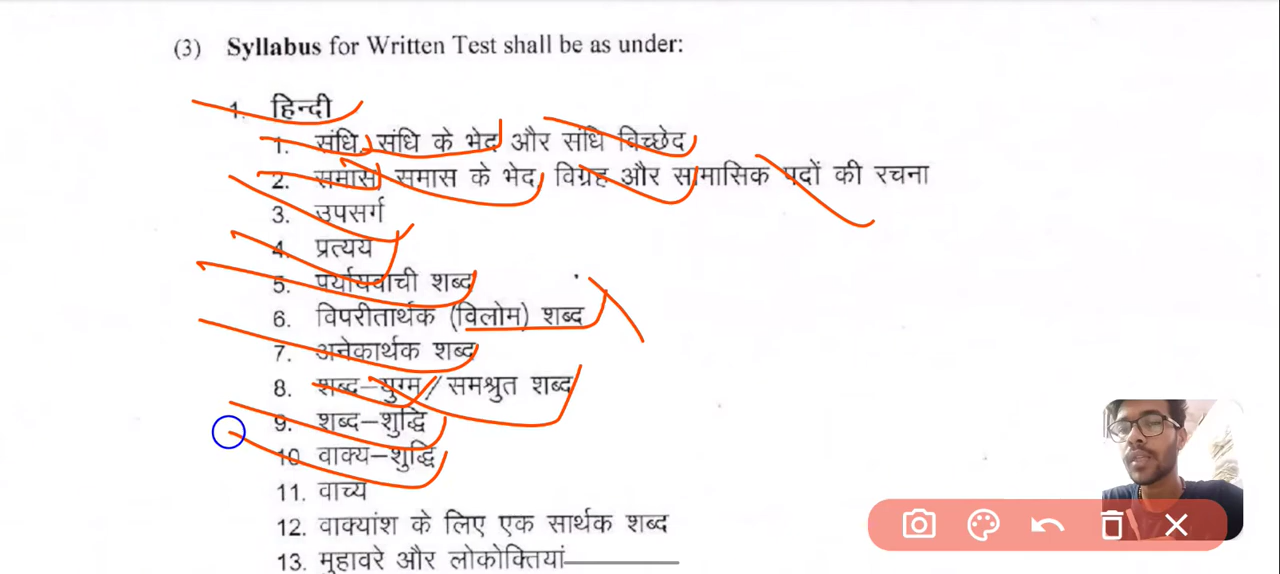 (3) Syllabus for Written Test shall be as under:
1. हिन्दी
1. संधि, संधि के भेद और संधि विच्छेद
2. समास, समास के भेद, विग्रह और सामासिक पदों की रचना
3. उपसर्ग
4. प्रत्यय
5. पर्यायवाची शब्द
6. विपरीतार्थक (विलोम) शब्द
7. अनेकार्थक शब्द
8. शब्द–युग्म / समश्रुत शब्द
9. शब्द–शुद्धि
10. वाक्य–शुद्धि
11. वाच्य
12. वाक्यांश के लिए एक सार्थक शब्द
13. मुहावरे और लोकोक्तियां